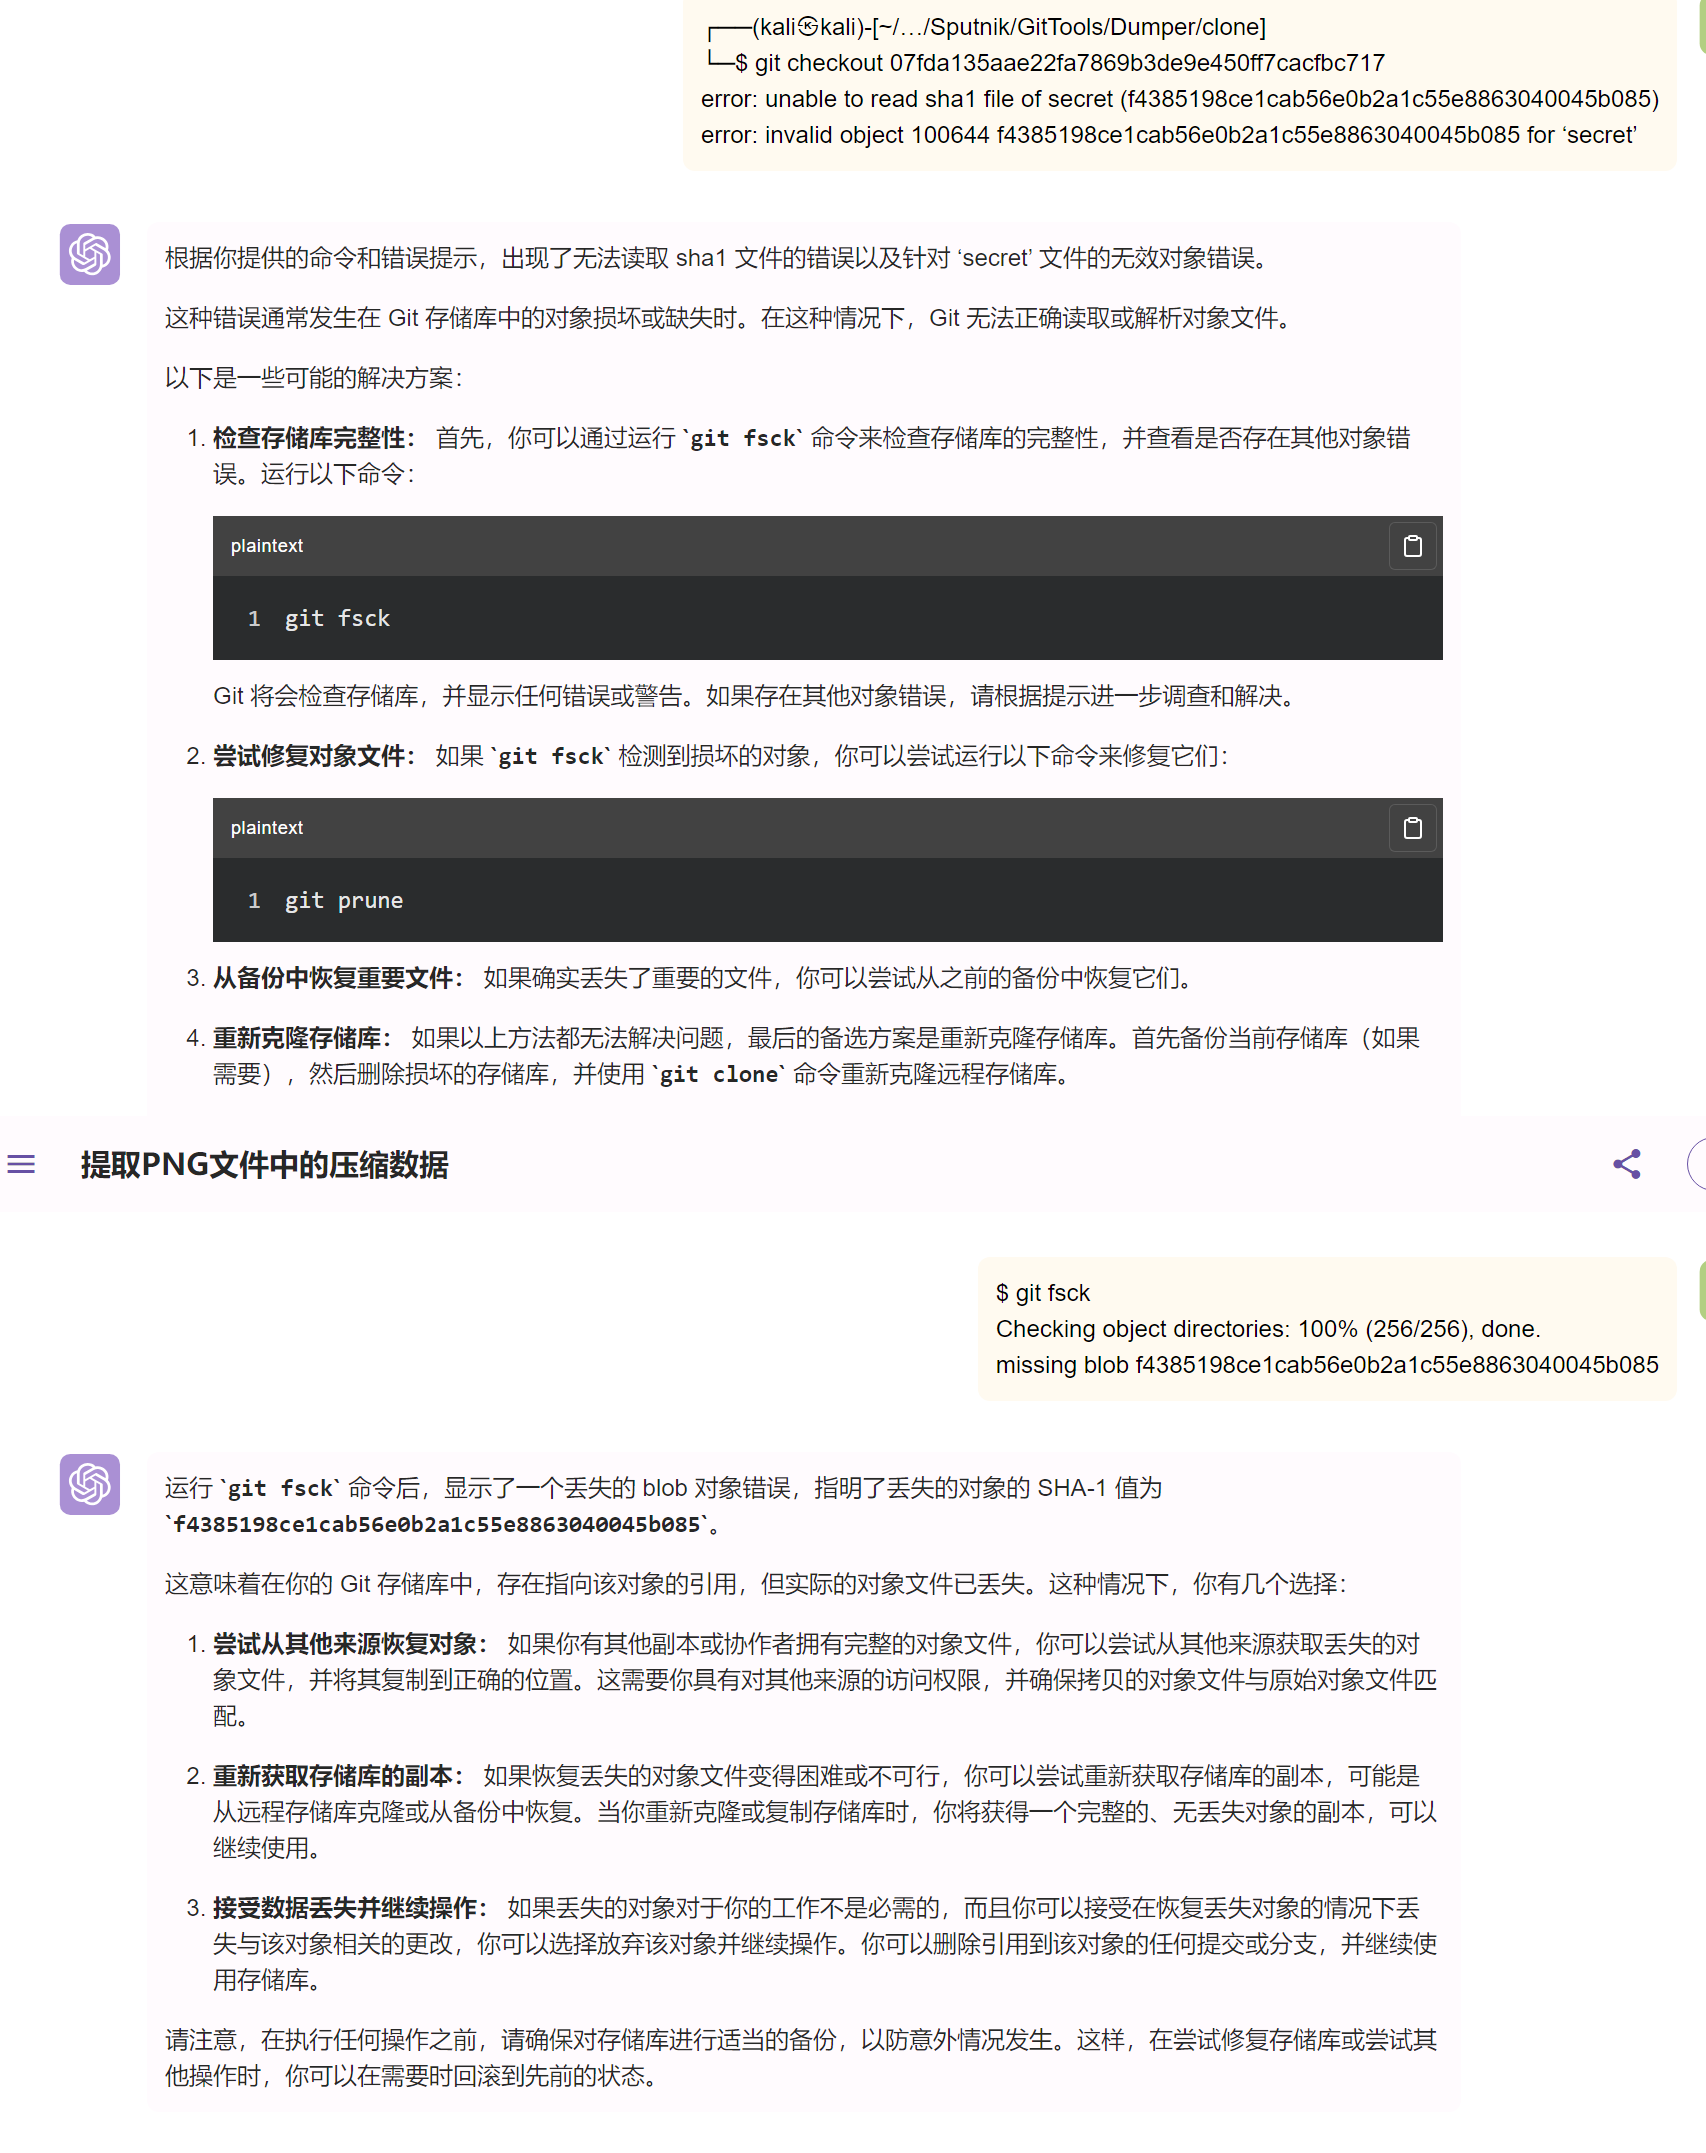 ┌──(kali㉿kali)-[~/…/Sputnik/GitTools/Dumper/clone]
└─$ git checkout 07fda135aae22fa7869b3de9e450ff7cacfbc717
error: unable to read sha1 file of secret (f4385198ce1cab56e0b2a1c55e8863040045b085)
error: invalid object 100644 f4385198ce1cab56e0b2a1c55e8863040045b085 for ‘secret’
根据你提供的命令和错误提示，出现了无法读取 sha1 文件的错误以及针对 ‘secret’ 文件的无效对象错误。
这种错误通常发生在 Git 存储库中的对象损坏或缺失时。在这种情况下，Git 无法正确读取或解析对象文件。
以下是一些可能的解决方案：
1. 检查存储库完整性： 首先，你可以通过运行 `git fsck` 命令来检查存储库的完整性，并查看是否存在其他对象错
误。运行以下命令：
plaintext
1 git fsck
Git 将会检查存储库，并显示任何错误或警告。如果存在其他对象错误，请根据提示进一步调查和解决。
2. 尝试修复对象文件： 如果 `git fsck` 检测到损坏的对象，你可以尝试运行以下命令来修复它们：
plaintext
1 git prune
3. 从备份中恢复重要文件： 如果确实丢失了重要的文件，你可以尝试从之前的备份中恢复它们。
4. 重新克隆存储库： 如果以上方法都无法解决问题，最后的备选方案是重新克隆存储库。首先备份当前存储库（如果
需要），然后删除损坏的存储库，并使用 `git clone` 命令重新克隆远程存储库。
提取PNG文件中的压缩数据
$ git fsck
Checking object directories: 100% (256/256), done.
missing blob f4385198ce1cab56e0b2a1c55e8863040045b085
运行 `git fsck` 命令后，显示了一个丢失的 blob 对象错误，指明了丢失的对象的 SHA-1 值为
`f4385198ce1cab56e0b2a1c55e8863040045b085`。
这意味着在你的 Git 存储库中，存在指向该对象的引用，但实际的对象文件已丢失。这种情况下，你有几个选择：
1. 尝试从其他来源恢复对象： 如果你有其他副本或协作者拥有完整的对象文件，你可以尝试从其他来源获取丢失的对
象文件，并将其复制到正确的位置。这需要你具有对其他来源的访问权限，并确保拷贝的对象文件与原始对象文件匹
配。
2. 重新获取存储库的副本： 如果恢复丢失的对象文件变得困难或不可行，你可以尝试重新获取存储库的副本，可能是
从远程存储库克隆或从备份中恢复。当你重新克隆或复制存储库时，你将获得一个完整的、无丢失对象的副本，可以
继续使用。
3. 接受数据丢失并继续操作： 如果丢失的对象对于你的工作不是必需的，而且你可以接受在恢复丢失对象的情况下丢
失与该对象相关的更改，你可以选择放弃该对象并继续操作。你可以删除引用到该对象的任何提交或分支，并继续使
用存储库。
请注意，在执行任何操作之前，请确保对存储库进行适当的备份，以防意外情况发生。这样，在尝试修复存储库或尝试其
他操作时，你可以在需要时回滚到先前的状态。